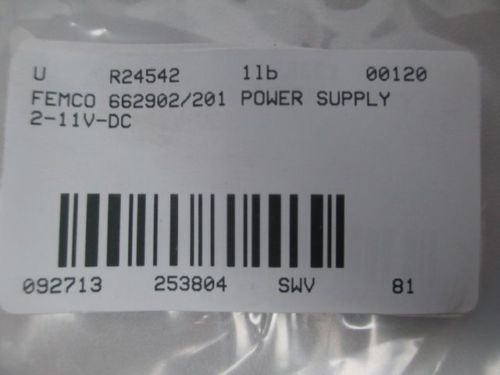 U R24542 1lb 00120
FEMCO 662902/201 POWER SUPPLY
2-11V-DC
092713 253804 SWV 81